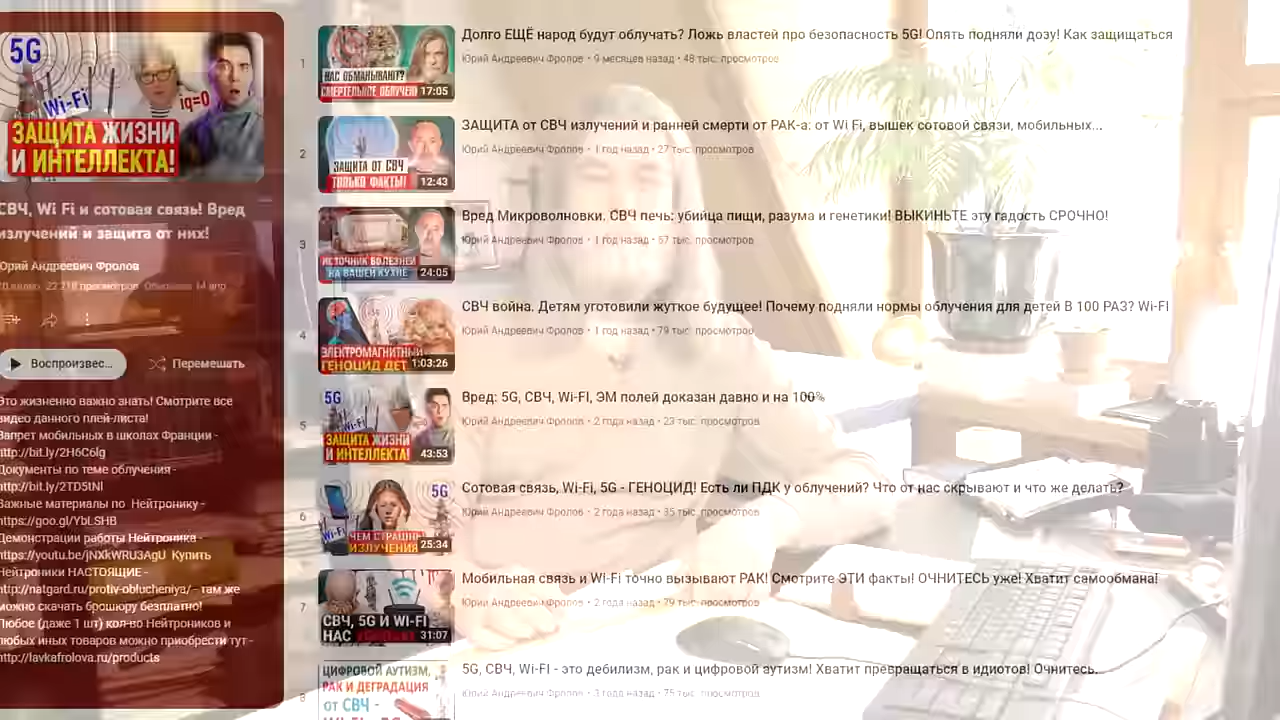 5G
Wi-Fi
iq=0
ЗАЩИТА ЖИЗНИ
И ИНТЕЛЛЕКТА!
СВЧ, Wi Fi и сотовая связь! Вред
излучений и защита от них!
Юрий Андреевич Фролов
Воспроизвес...
Перемешать
Это жизненно важно знать! Смотрите все
видео данного плей-листа!
Запрет мобильных в школах Франции -
http://bit.ly/2H6C6lg
Документы по теме облучения -
http://bit.ly/2TD5tNl
Важные материалы по Нейтронику -
https://goo.gl/YbLSHB
Демонстрации работы Нейтроника -
https://youtu.be/jNXkWRU3AgU Купить
Нейтроники НАСТОЯЩИЕ -
http://natgard.ru/protiv-oblucheniya/ - там же
можно скачать брошюру бесплатно!
Любое (даже 1 шт) кол-во Нейтроников и
любых иных товаров можно приобрести тут -
http://lavkafrolova.ru/products
1
НАС ОБМАНЫВАЮТ?
СМЕРТЕЛЬНОЕ
17:05
Долго ЕЩЁ народ будут облучать? Ложь властей про безопасность 5G! Опять подняли дозу! Как защищаться
Юрий Андреевич Фролов • 9 месяцев назад • 48 тыс. просмотров
2
ЗАЩИТА ОТ СВЧ
ТОЛЬКО ФАКТЫ!
12:43
ЗАЩИТА от СВЧ излучений и ранней смерти от РАК-а: от Wi Fi, вышек сотовой связи, мобильных...
Юрий Андреевич Фролов • 1 год назад • 27 тыс. просмотров
3
ИСТОЧНИК БОЛЕЗНЕЙ
НА ВАШЕЙ КУХНЕ
24:05
Вред Микроволновки. СВЧ печь: убийца пищи, разума и генетики! ВЫКИНЬТЕ эту гадость СРОЧНО!
Юрий Андреевич Фролов • 1 год назад • 57 тыс. просмотров
4
ЭЛЕКТРОМАГНИТНЫЙ
ГЕНОЦИД ДЕТ
1:03:26
СВЧ война. Детям уготовили жуткое будущее! Почему подняли нормы облучения для детей В 100 РАЗ? Wi-FI
Юрий Андреевич Фролов • 1 год назад • 79 тыс. просмотров
5
5G
Wi-Fi
ЗАЩИТА ЖИЗНИ
И ИНТЕЛЛЕКТА!
43:53
Вред: 5G, СВЧ, Wi-FI, ЭМ полей доказан давно и на 100%
Юрий Андреевич Фролов • 2 года назад • 23 тыс. просмотров
6
5G
Wi-Fi
ЧЕМ СТРАШНЫ
ИЗЛУЧЕНИЯ
25:34
Сотовая связь, Wi-Fi, 5G - ГЕНОЦИД! Есть ли ПДК у облучений? Что от нас скрывают и что же делать?
Юрий Андреевич Фролов • 2 года назад • 35 тыс. просмотров
7
СВЧ, 5G И WI-FI
НАС
31:07
Мобильная связь и Wi-Fi точно вызывают РАК! Смотрите ЭТИ факты! ОЧНИТЕСЬ уже! Хватит самообмана!
Юрий Андреевич Фролов • 2 года назад • 79 тыс. просмотров
8
ЦИФРОВОЙ АУТИЗМ,
РАК И ДЕГРАДАЦИЯ
от СВЧ -
5G, СВЧ, Wi-FI - это дебилизм, рак и цифровой аутизм! Хватит превращаться в идиотов! Очнитесь...
Юрий Андреевич Фролов • 3 года назад • 75 тыс. просмотров